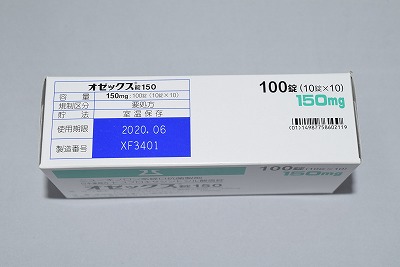 オゼックス錠150
容量 150mg:100錠(10錠×10)
規制区分 要処方
貯法 室温保存
使用期限 2020.06
製造番号 XF3401
100錠(10錠×10)
150mg
(01)14987758602119
100錠(10錠×10)
オゼックス錠150
150mg